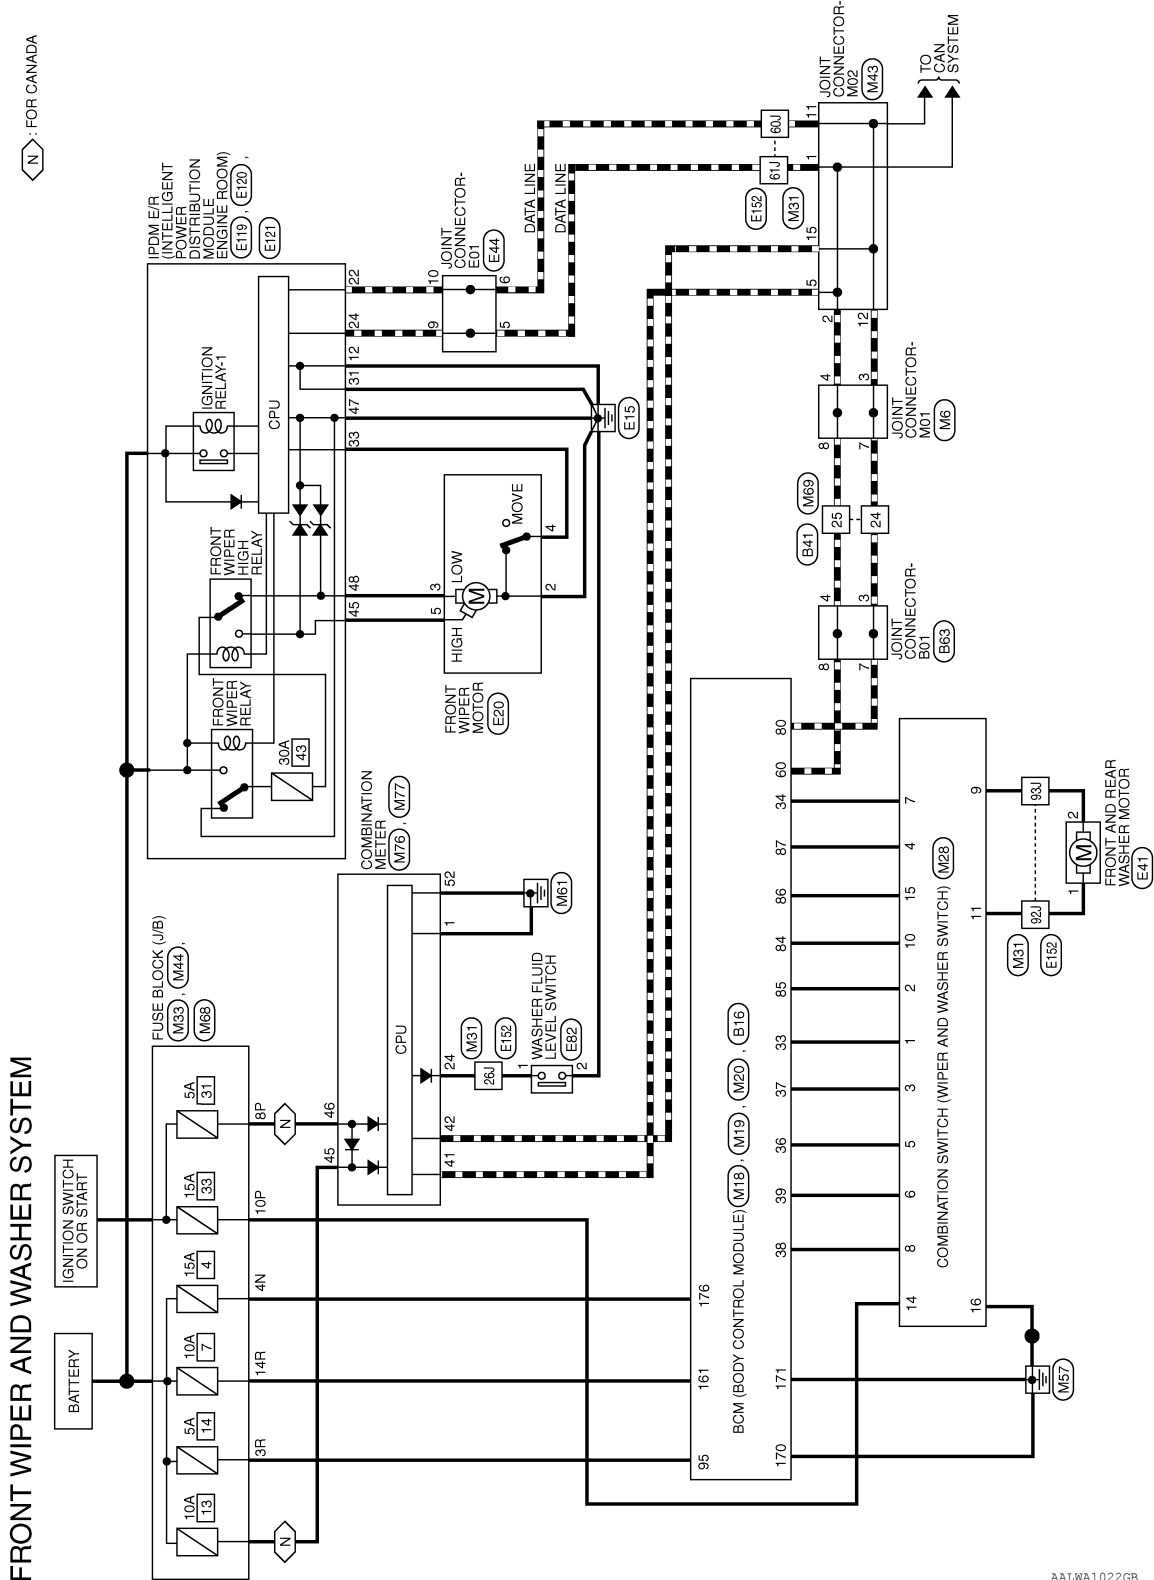 FRONT WIPER AND WASHER SYSTEM
N : FOR CANADA
BATTERY
IGNITION SWITCH
ON OR START
FUSE BLOCK (J/B)
M33 , M44 ,
M68
10A
13
5A
14
10A
7
15A
4
15A
33
5A
31
3R
14R
4N
10P
8P
N
N
IPDM E/R
(INTELLIGENT
POWER
DISTRIBUTION
MODULE
ENGINE ROOM)
E119 , E120 ,
E121
FRONT
WIPER
RELAY
30A
43
FRONT
WIPER
HIGH
RELAY
IGNITION
RELAY-1
CPU
45
48
33
47
31
12
24
22
COMBINATION
METER
M76 , M77
CPU
45
46
41
42
24
1
52
M31
E152
26J
WASHER FLUID
LEVEL SWITCH
E82
1
2
M61
FRONT
WIPER
MOTOR
E20
HIGH
LOW
MOVE
M
5
3
2
4
E15
JOINT
CONNECTOR-
E01
E44
9
10
5
6
DATA LINE
DATA LINE
E152
M31
61J
60J
JOINT
CONNECTOR-
M02
M43
5
15
1
11
2
12
TO
CAN
SYSTEM
JOINT
CONNECTOR-
M01
M6
4
3
8
7
B41
M69
25
24
JOINT
CONNECTOR-
B01
B63
4
3
8
7
BCM (BODY CONTROL MODULE) M18 , M19 , M20 , B16
95
161
176
170
171
38
39
36
37
33
85
84
86
87
34
60
80
COMBINATION SWITCH (WIPER AND WASHER SWITCH) M28
14
8
6
5
3
1
2
10
15
4
7
16
11
9
M57
M31
E152
92J
93J
FRONT AND REAR
WASHER MOTOR
E41
M
1
2
AALWA1022GB